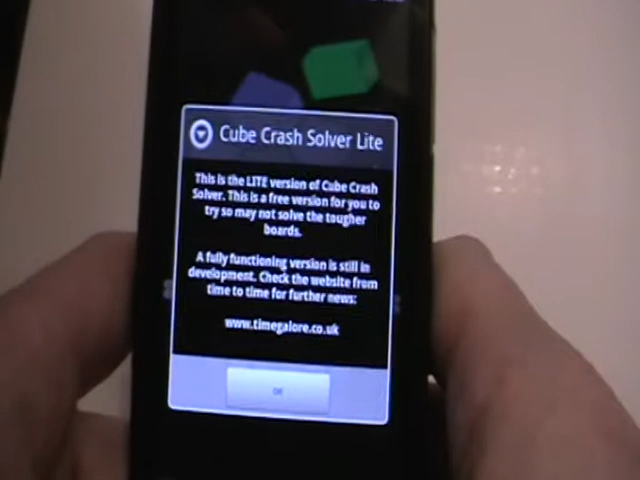 Cube Crash Solver Lite
This is the LITE version of Cube Crash
Solver. This is a free version for you to
try so may not solve the tougher
boards.
A fully functioning version is still in
development. Check the website from
time to time for further news:
www.timegalore.co.uk
OK